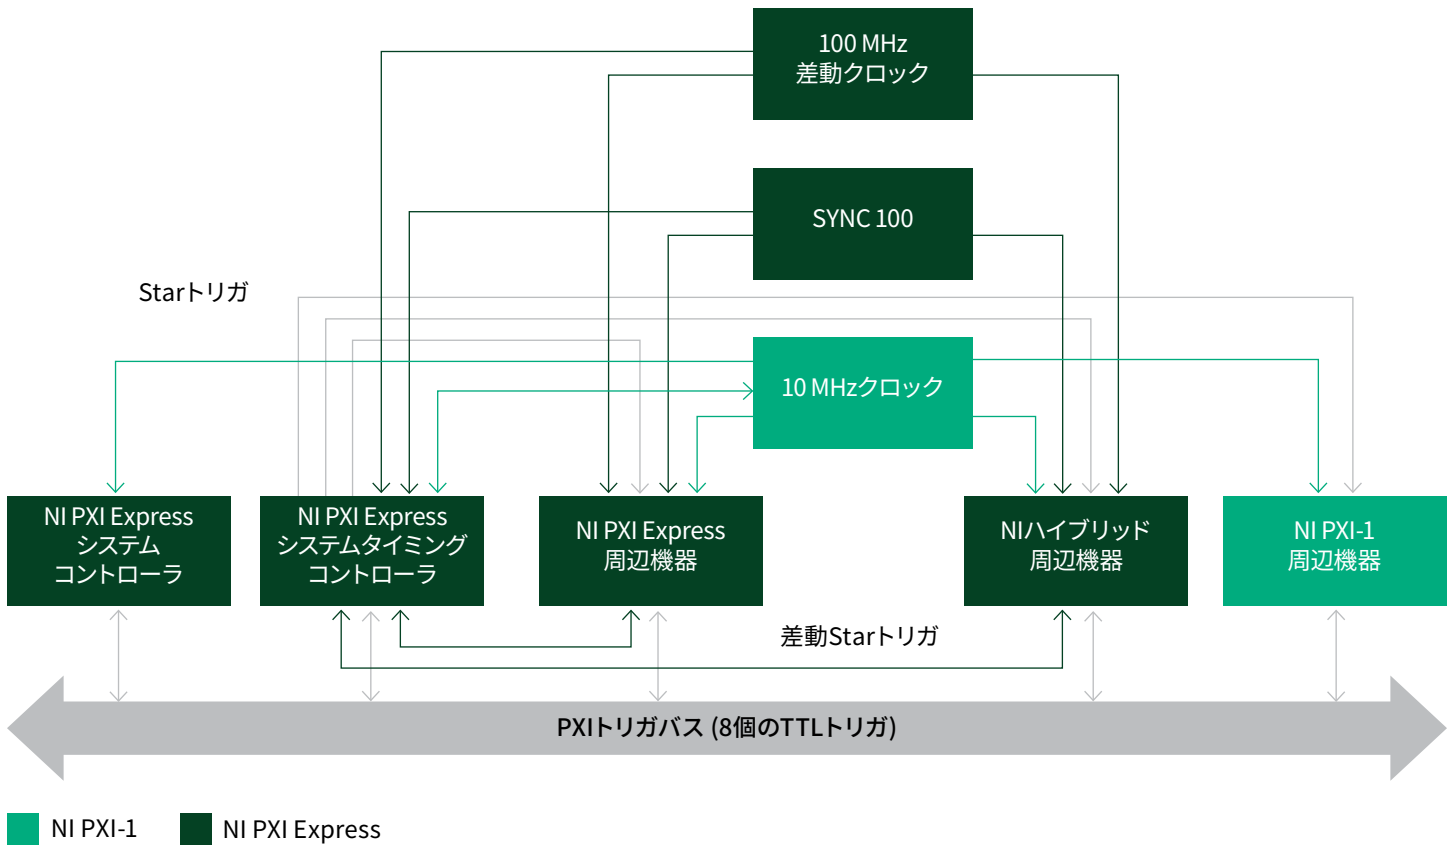 100 MHz
差動クロック
SYNC 100
Starトリガ
10 MHzクロック
NI PXI Express
システム
コントローラ
NI PXI Express
システムタイミング
コントローラ
NI PXI Express
周辺機器
NIハイブリッド
周辺機器
NI PXI-1
周辺機器
差動Starトリガ
PXIトリガバス (8個のTTLトリガ)
NI PXI-1
NI PXI Express